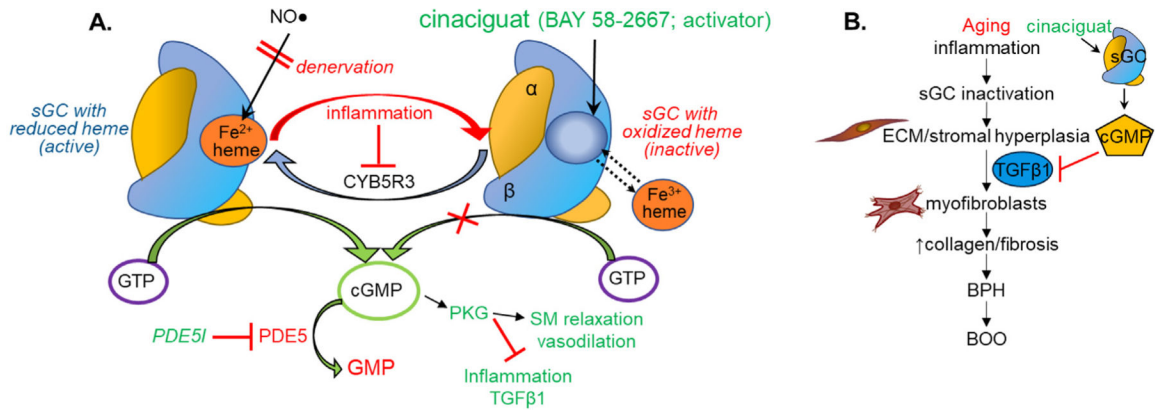 A.
NO●
denervation
cinaciguat (BAY 58-2667; activator)
sGC with
reduced heme
(active)
Fe2+
heme
inflammation
CYB5R3
α
β
sGC with
oxidized heme
(inactive)
Fe3+
heme
GTP
cGMP
GTP
PKG
SM relaxation
vasodilation
PDE5I
PDE5
GMP
Inflammation
TGFβ1
B.
Aging
cinaciguat
inflammation
sGC
sGC inactivation
ECM/stromal hyperplasia
cGMP
TGFβ1
myofibroblasts
↑collagen/fibrosis
BPH
BOO